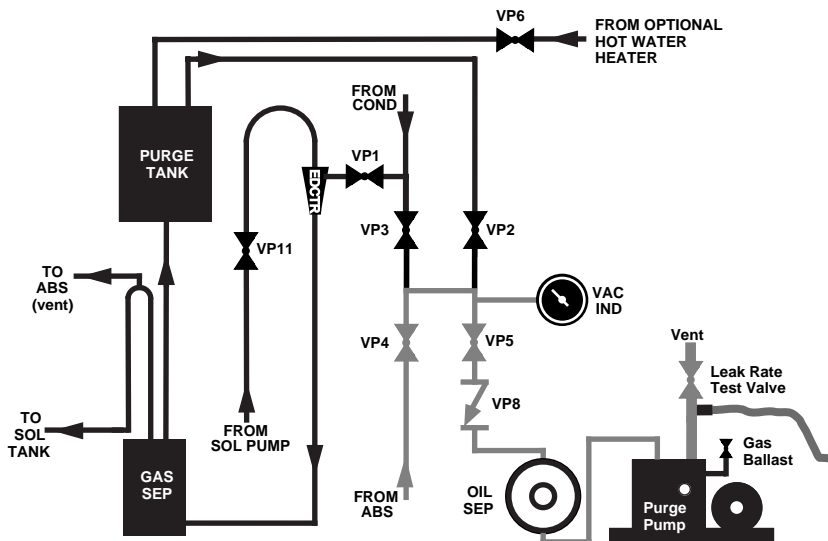 VP6
FROM OPTIONAL
HOT WATER
HEATER
FROM
COND
PURGE
TANK
VP1
EDCTR
VP3
VP2
VP11
TO
ABS
(vent)
VAC
IND
VP4
VP5
Vent
Leak Rate
Test Valve
VP8
TO
SOL
TANK
FROM
SOL PUMP
Gas
Ballast
GAS
SEP
FROM
ABS
OIL
SEP
Purge
Pump